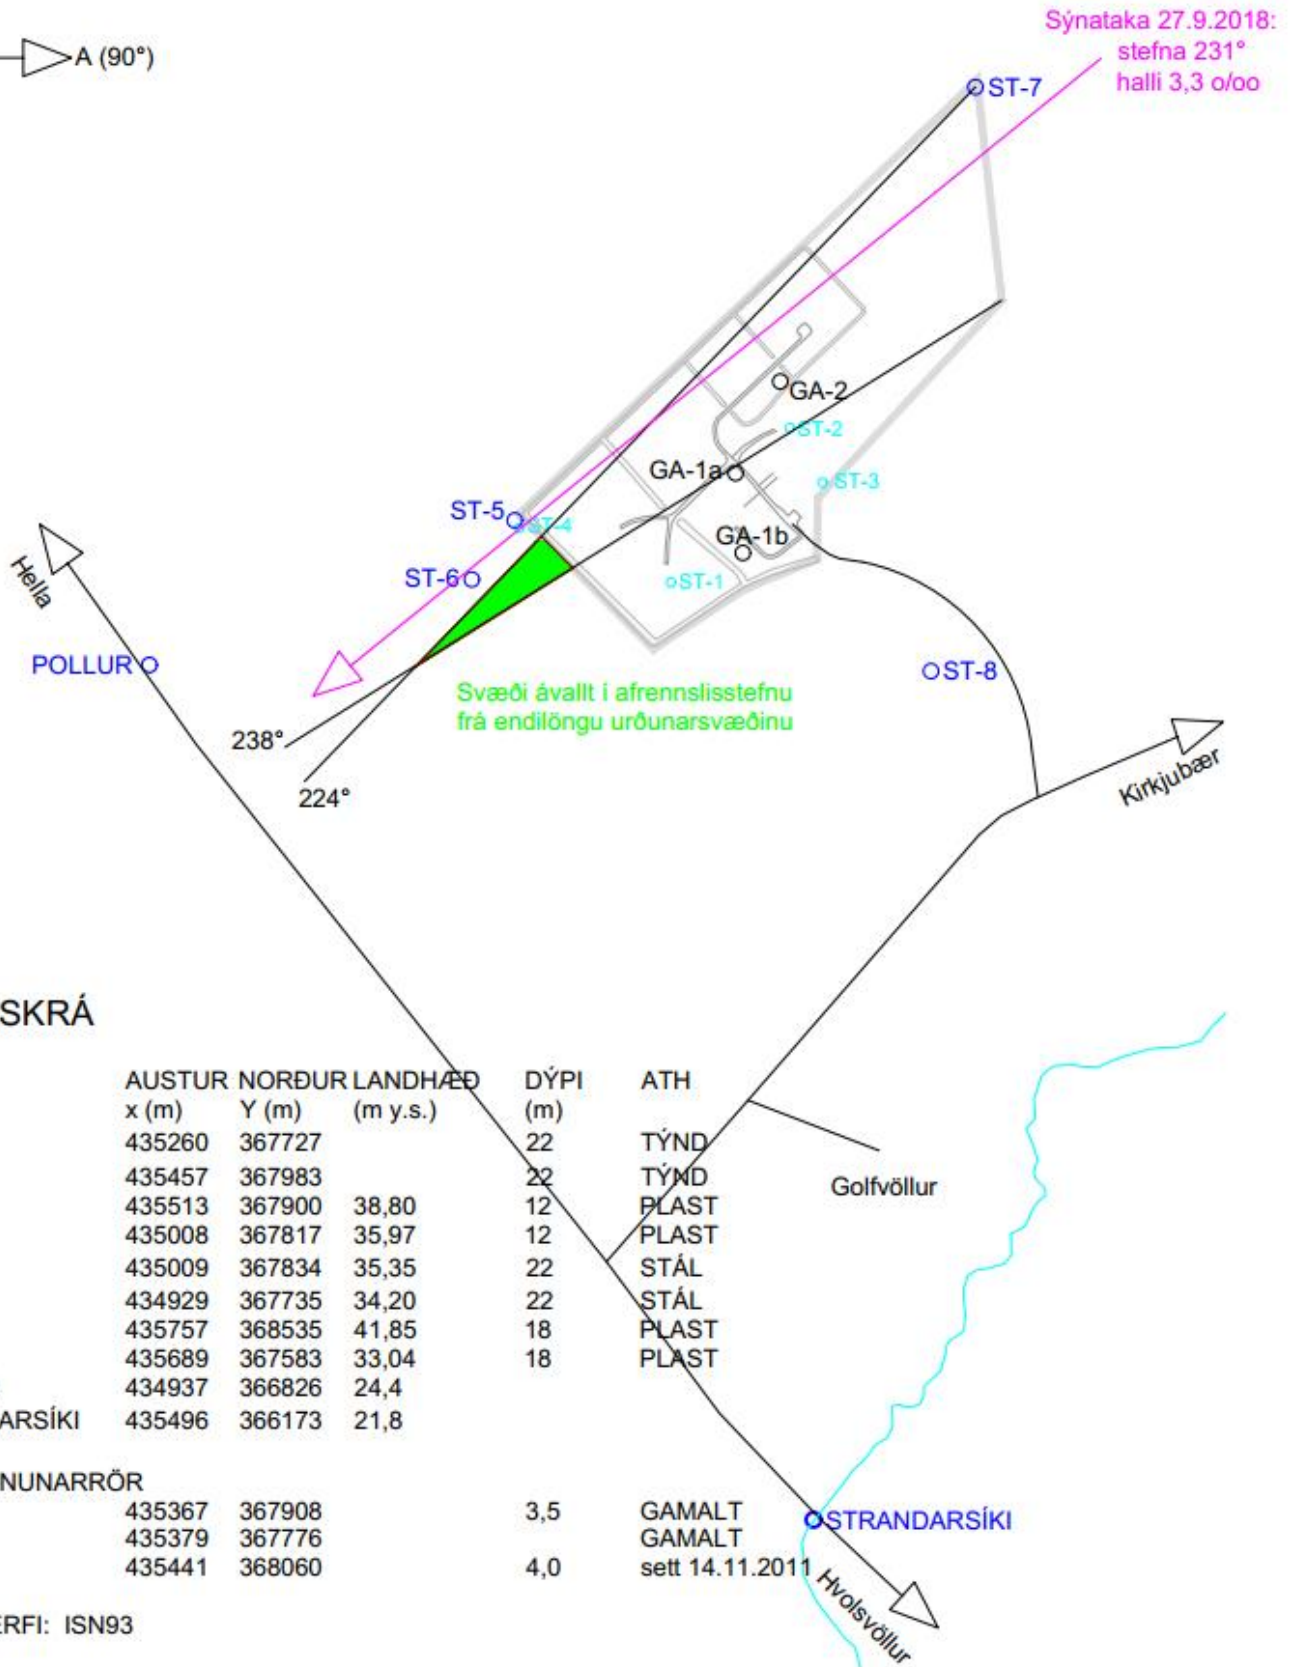 Sýnataka 27.9.2018:
stefna 231°
halli 3,3 o/oo
A (90°)
ST-7
GA-2
ST-2
GA-1a
ST-3
ST-5
ST-4
GA-1b
ST-6
ST-1
Hella
POLLUR
ST-8
Svæði ávallt í afrennslisstefnu
frá endilöngu urðunarsvæðinu
238°
224°
Kirkjubær
SKRÁ
AUSTUR NORÐUR LANDHÆÐ DÝPI ATH
x (m) Y (m) (m y.s.) (m)
435260 367727 22 TÝND
435457 367983 22 TÝND
435513 367900 38,80 12 PLAST
435008 367817 35,97 12 PLAST
435009 367834 35,35 22 STÁL
434929 367735 34,20 22 STÁL
435757 368535 41,85 18 PLAST
435689 367583 33,04 18 PLAST
434937 366826 24,4
ARSÍKI 435496 366173 21,8
Golfvöllur
NUNARRÖR
435367 367908 3,5 GAMALT
435379 367776 GAMALT
435441 368060 4,0 sett 14.11.2011
STRANDARSÍKI
Hvolsvöllur
ERFI: ISN93